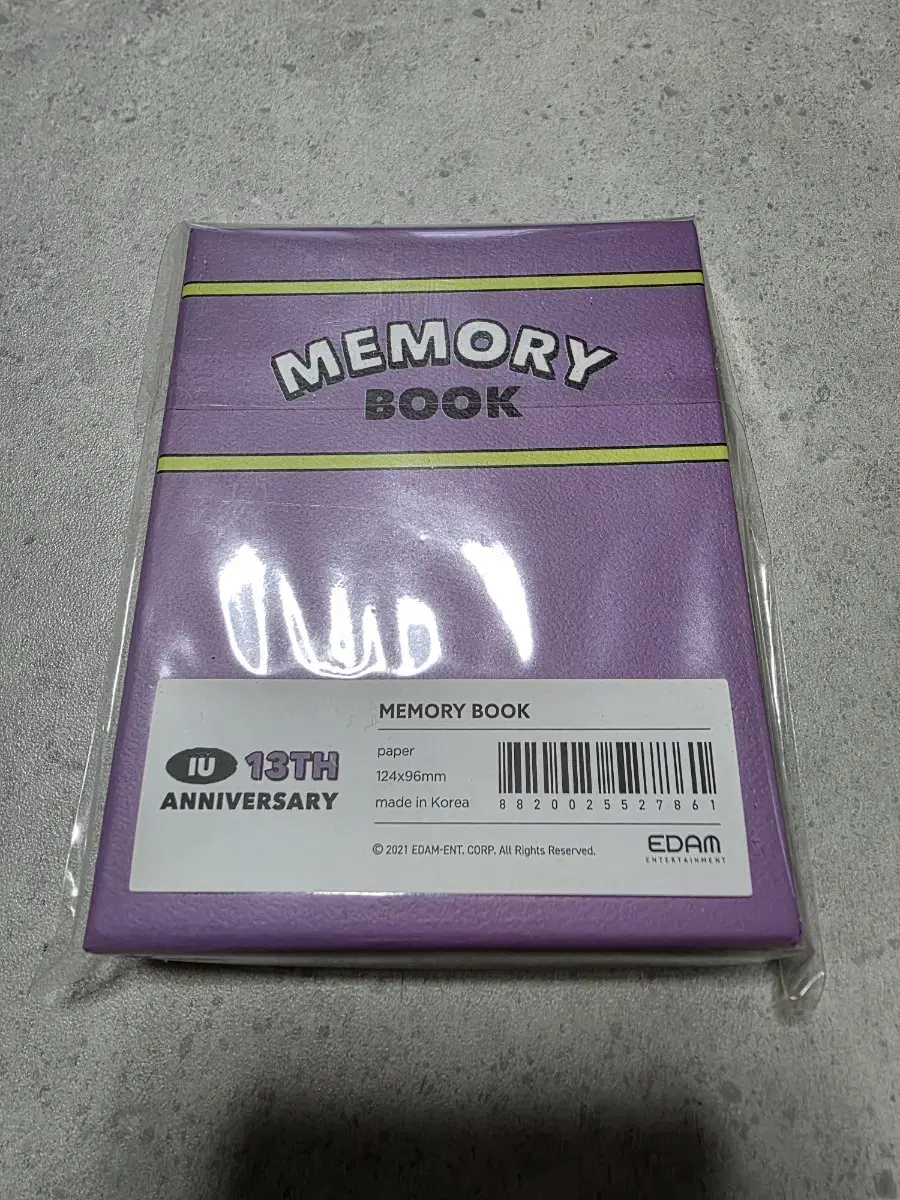 MEMORY
BOOK
MEMORY BOOK
IU 13TH
ANNIVERSARY
paper
124x96mm
made in Korea
8820025527861
© 2021 EDAM-ENT. CORP. All Rights Reserved.
EDAM
ENTERTAINMENT